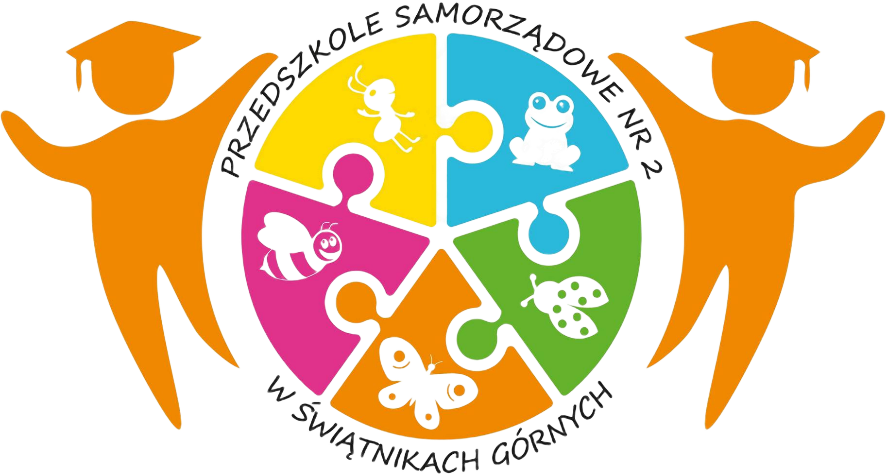 PRZEDSZKOLE SAMORZĄDOWE NR 2
W ŚWIĄTNIKACH GÓRNYCH